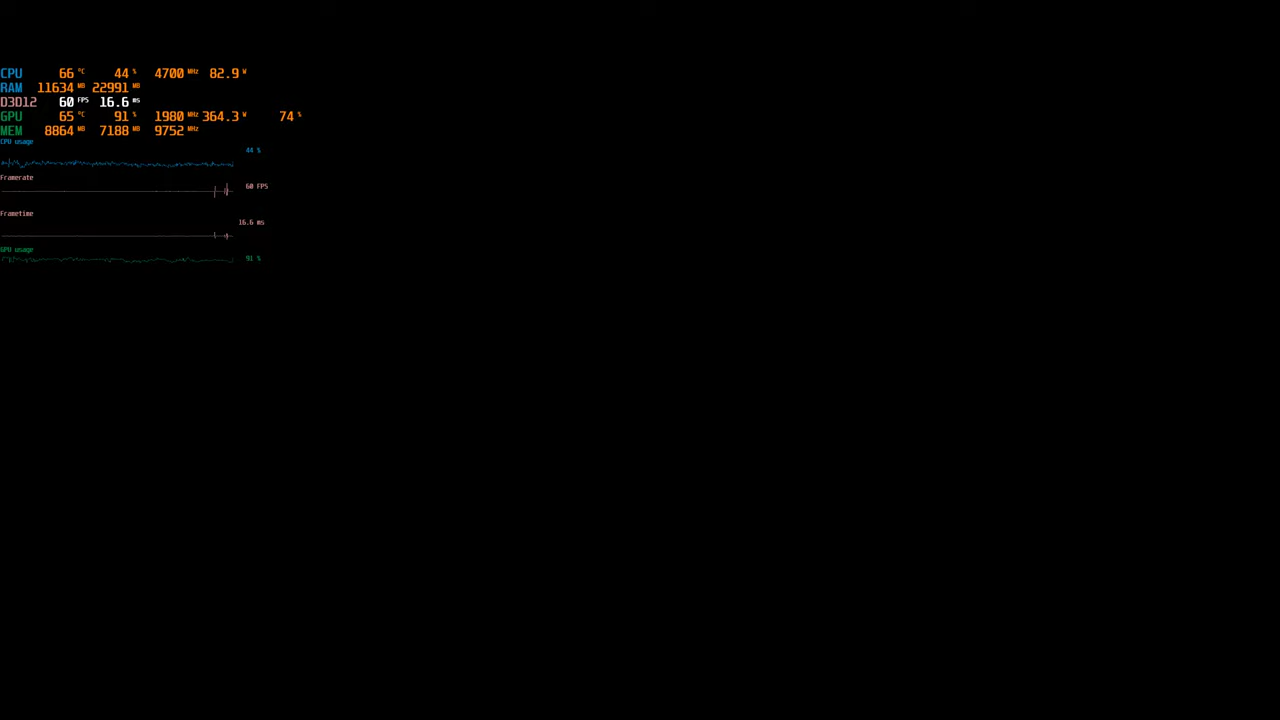 CPU 66 °C 44 % 4700 MHz 82.9 W
RAM 11634 MB 22991 MB
D3D12 60 FPS 16.6 ms
GPU 65 °C 91 % 1980 MHz 364.3 W 74 %
MEM 8864 MB 7188 MB 9752 MHz
CPU usage
44 %
Framerate
60 FPS
Frametime
16.6 ms
GPU usage
91 %